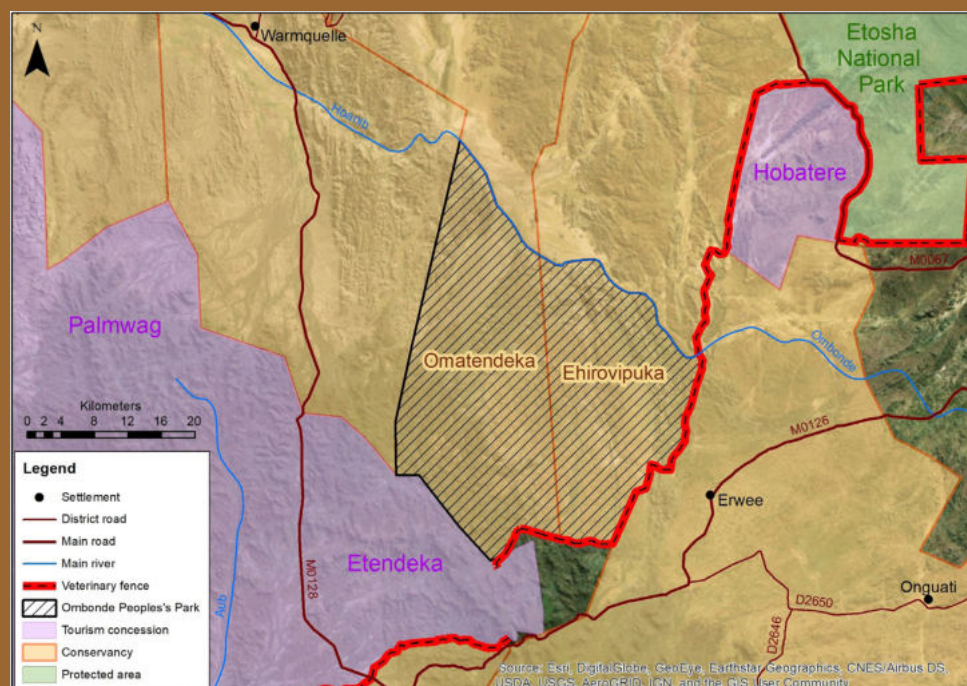 N
Warmquelle
Etosha
National
Park
Hoanib
Hobatere
M0067
Palmwag
Omatendeka
Ehirovipuka
Ombonde
Kilometers
0 2 4 8 12 16 20
M0126
Legend
Settlement
District road
Main road
Main river
Veterinary fence
Ombonde Peoples's Park
Tourism concession
Conservancy
Protected area
Erwee
Etendeka
M0128
Aub
Onguati
D2650
D2646
Source: Esri, DigitalGlobe, GeoEye, Earthstar Geographics, CNES/Airbus DS,
USDA, USGS, AeroGRID, IGN, and the GIS User Community